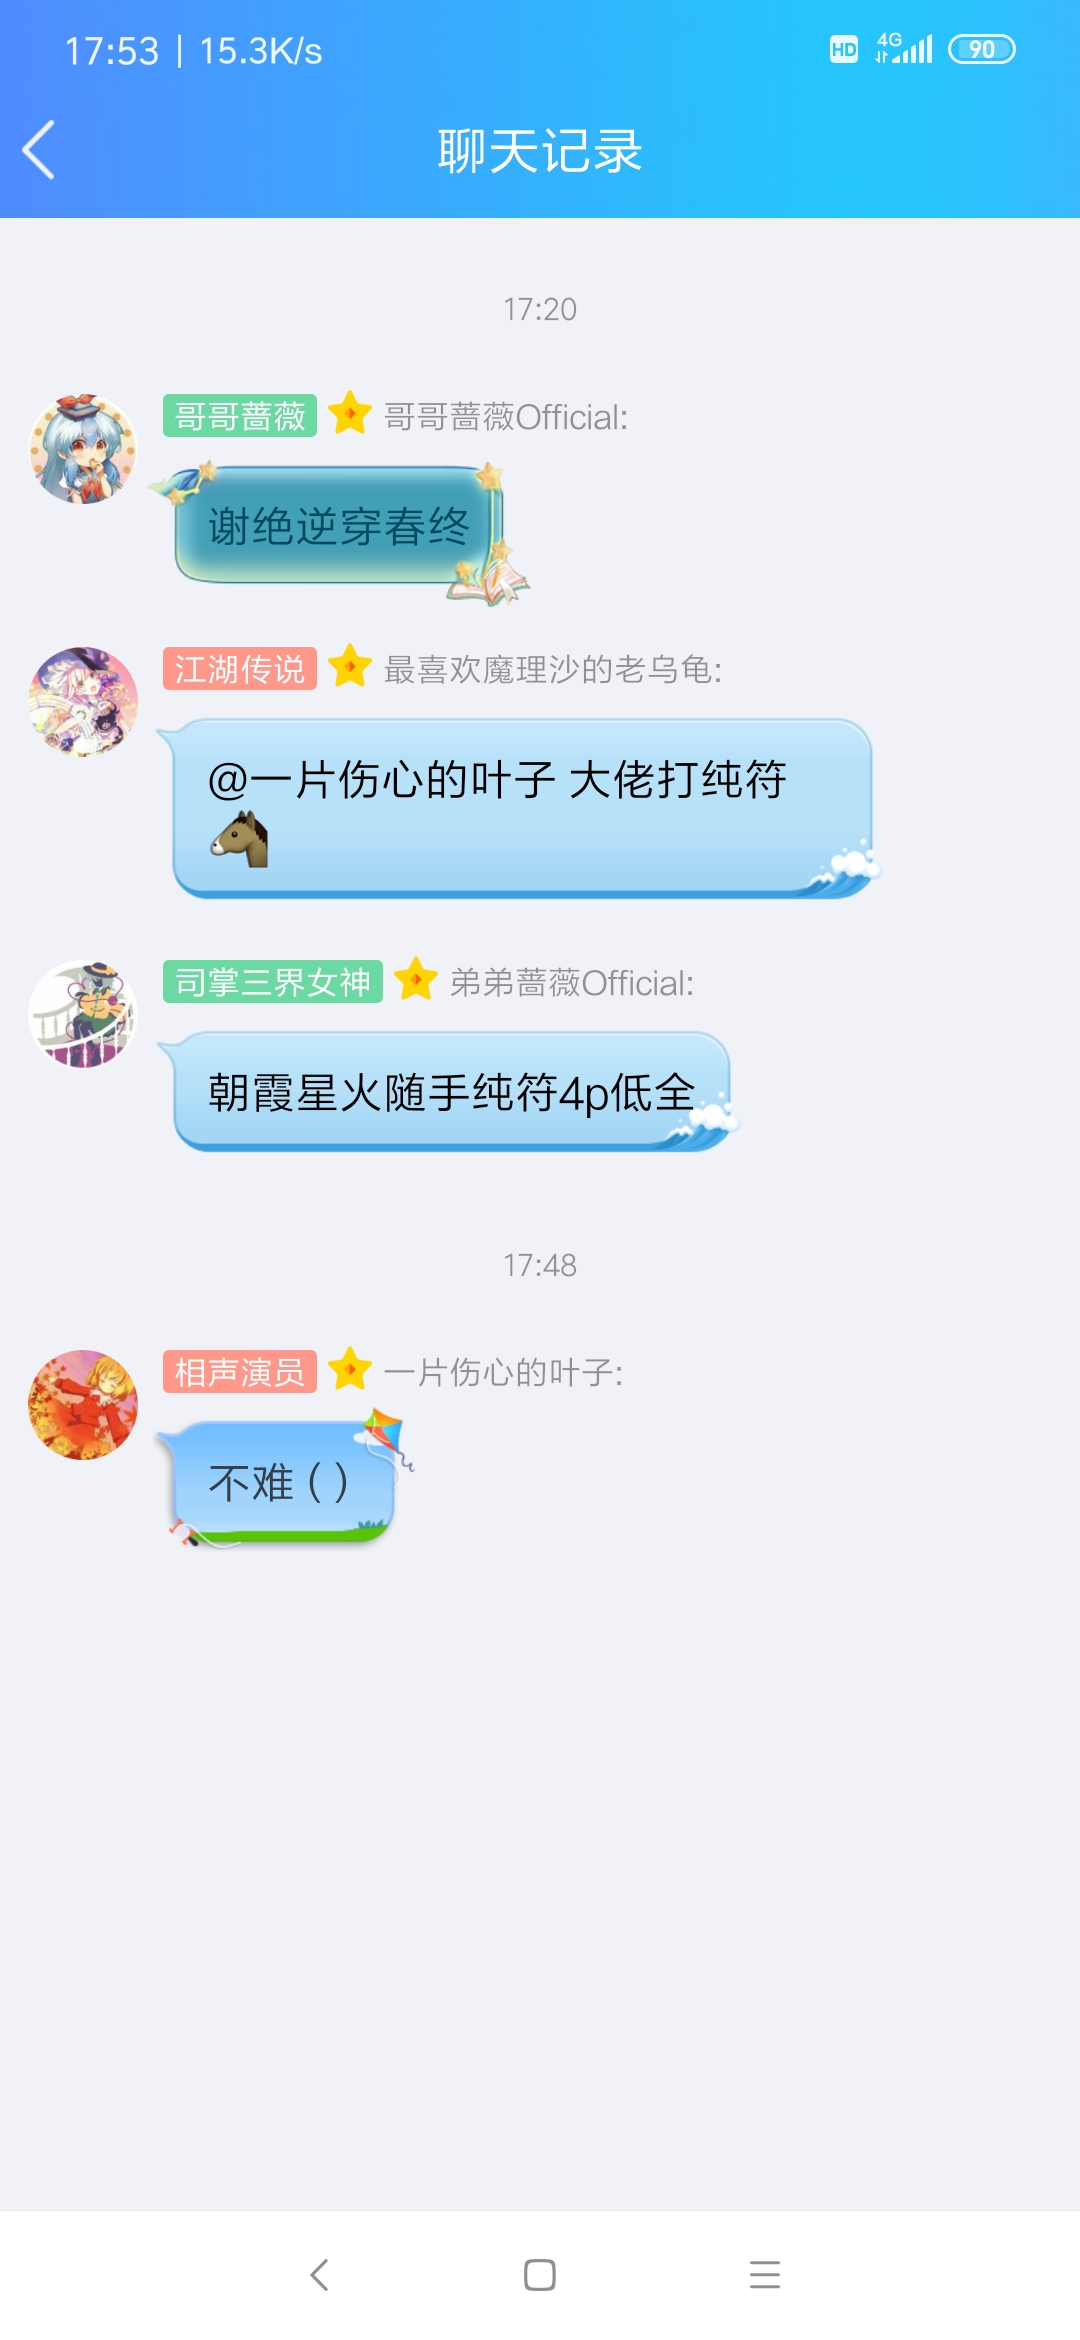 17:53 | 15.3K/s
HD 4G 90
聊天记录
17:20
哥哥蔷薇 哥哥蔷薇Official:
谢绝逆穿春终
江湖传说 最喜欢魔理沙的老乌龟:
@一片伤心的叶子 大佬打纯符
🐴
司掌三界女神 弟弟蔷薇Official:
朝霞星火随手纯符4p低全
17:48
相声演员 一片伤心的叶子:
不难 ( )